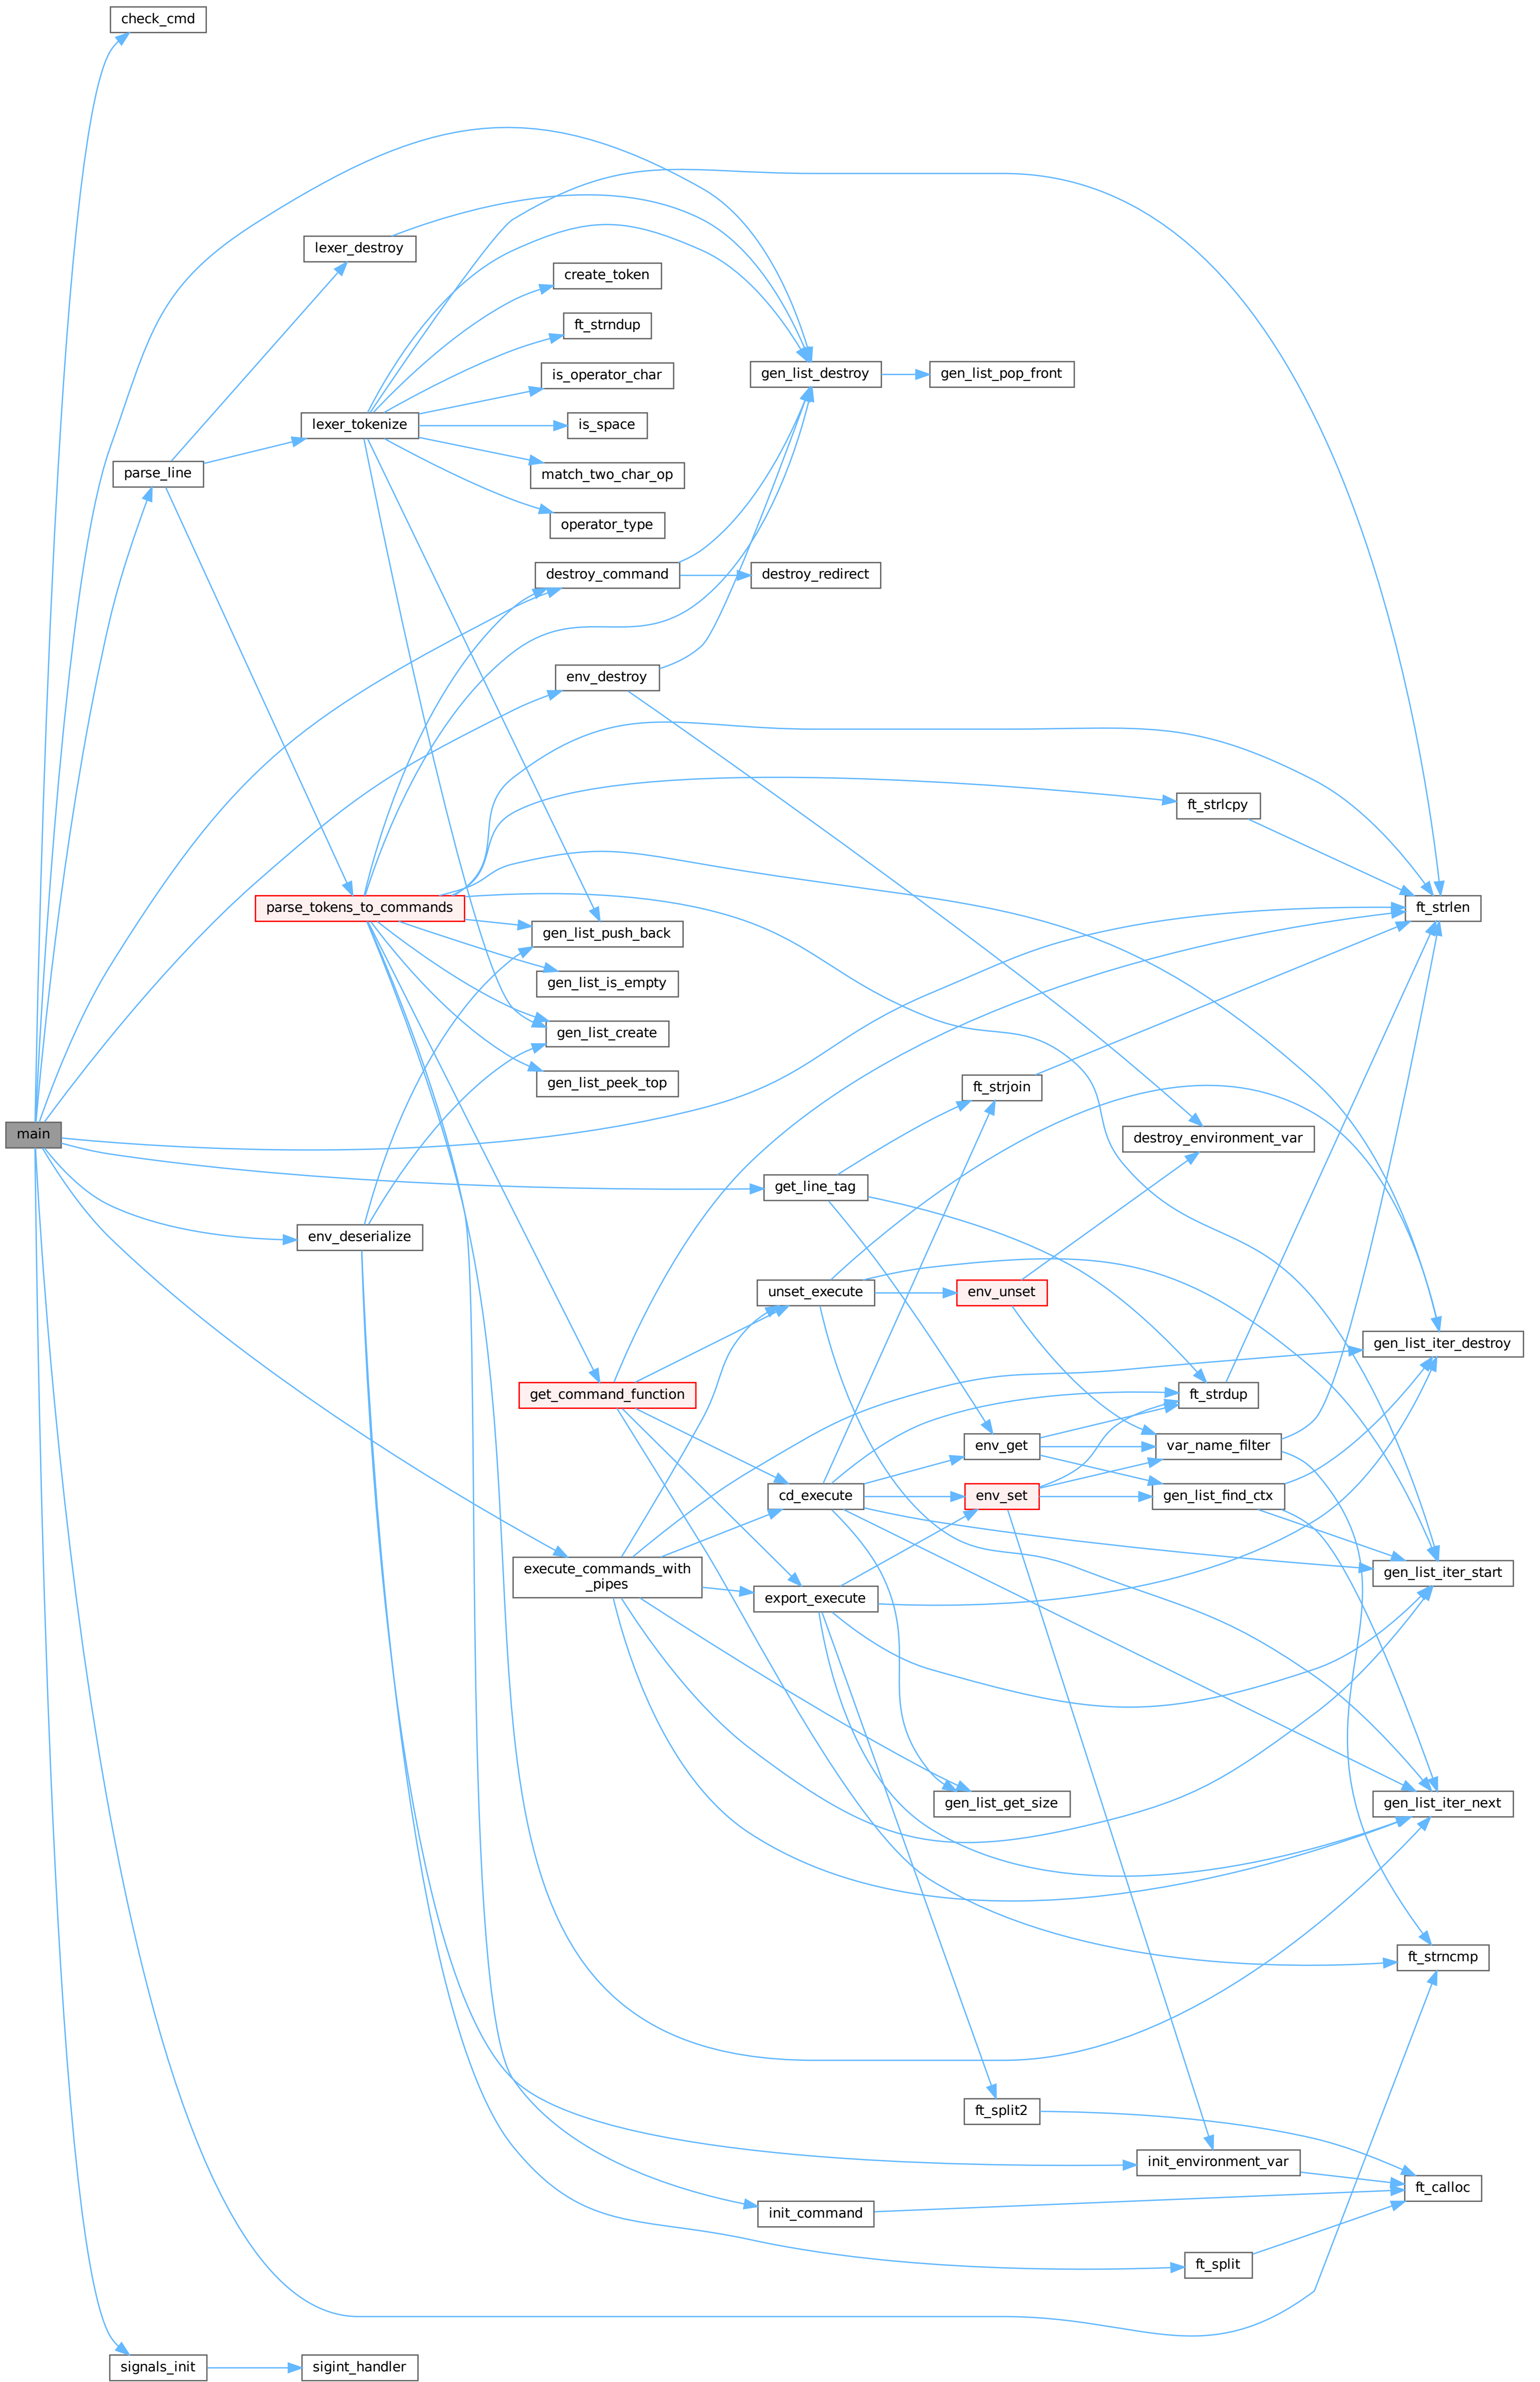 check_cmd
lexer_destroy
create_token
ft_strndup
gen_list_destroy
gen_list_pop_front
is_operator_char
lexer_tokenize
is_space
parse_line
match_two_char_op
operator_type
destroy_command
destroy_redirect
env_destroy
ft_strlcpy
parse_tokens_to_commands
ft_strlen
gen_list_push_back
gen_list_is_empty
gen_list_create
gen_list_peek_top
ft_strjoin
main
destroy_environment_var
get_line_tag
env_deserialize
unset_execute
env_unset
gen_list_iter_destroy
get_command_function
ft_strdup
env_get
var_name_filter
cd_execute
env_set
gen_list_find_ctx
execute_commands_with
_pipes
gen_list_iter_start
export_execute
gen_list_get_size
gen_list_iter_next
ft_strncmp
ft_split2
init_environment_var
ft_calloc
init_command
ft_split
signals_init
sigint_handler